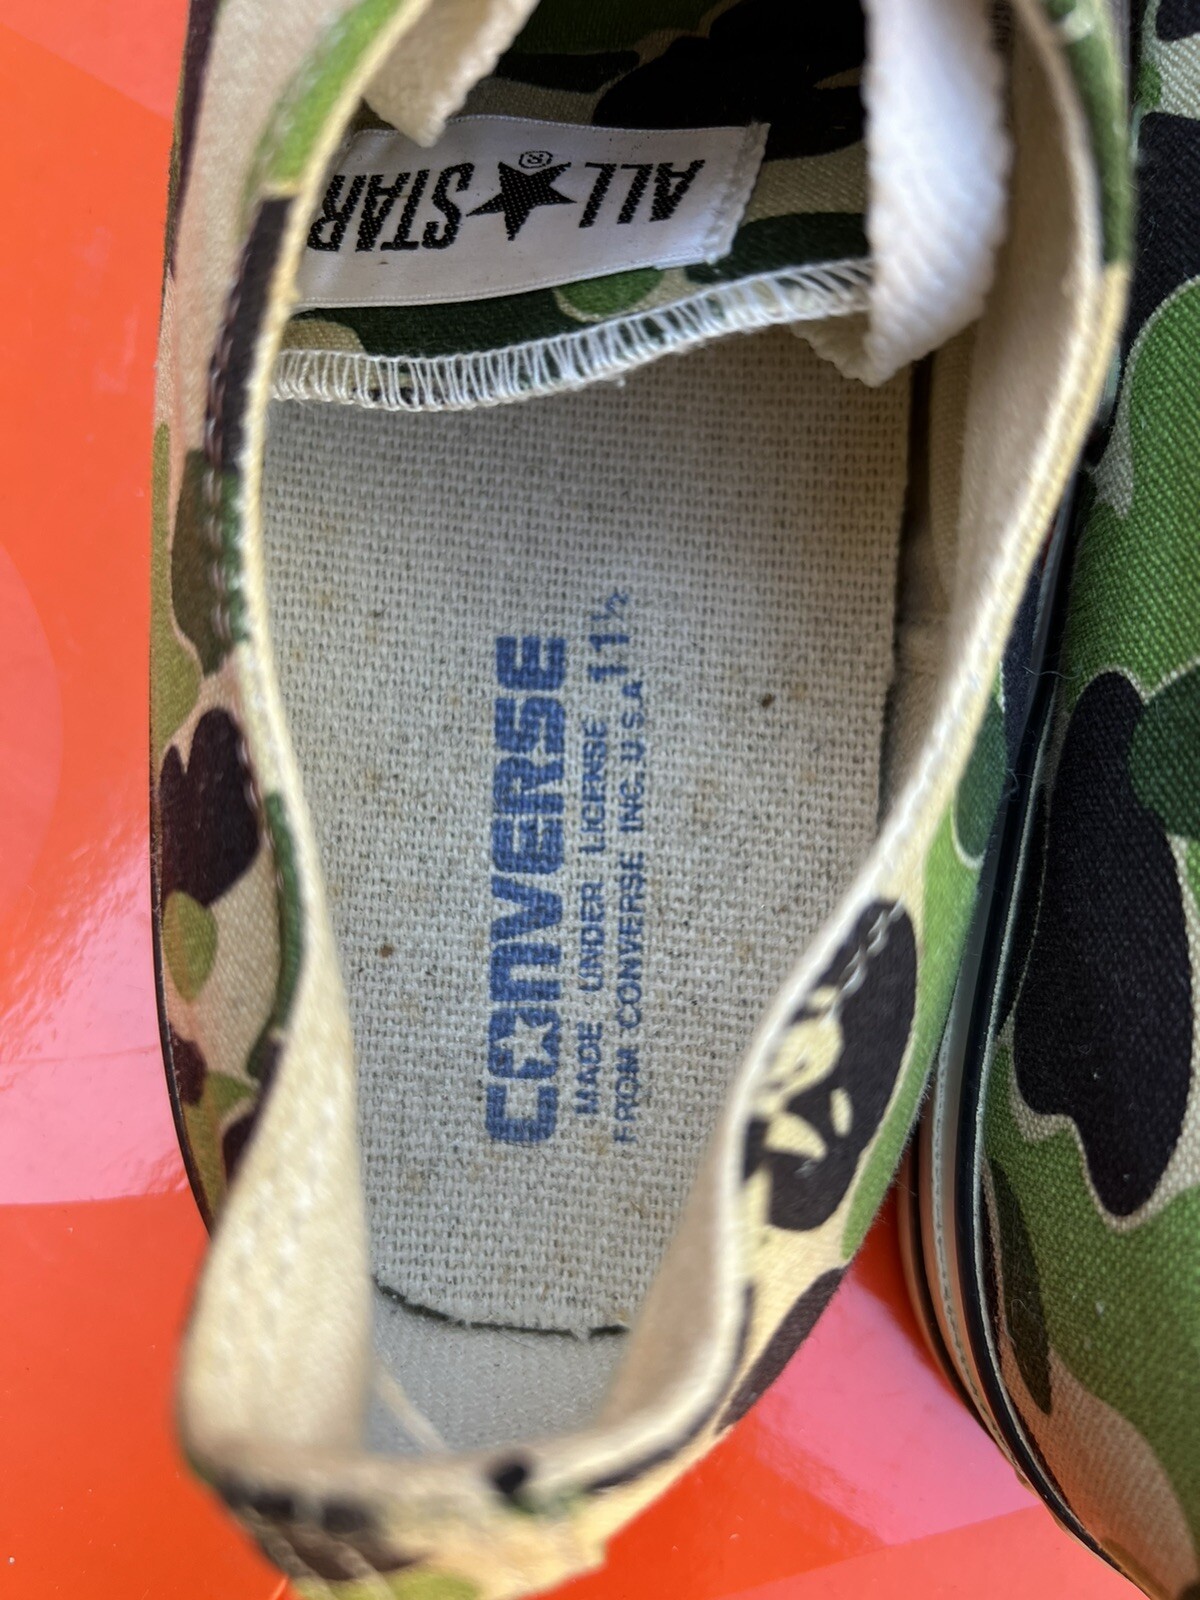 ALL★STAR®
CONVERSE
MADE UNDER LICENSE
FROM CONVERSE INC. U.S.A
11½